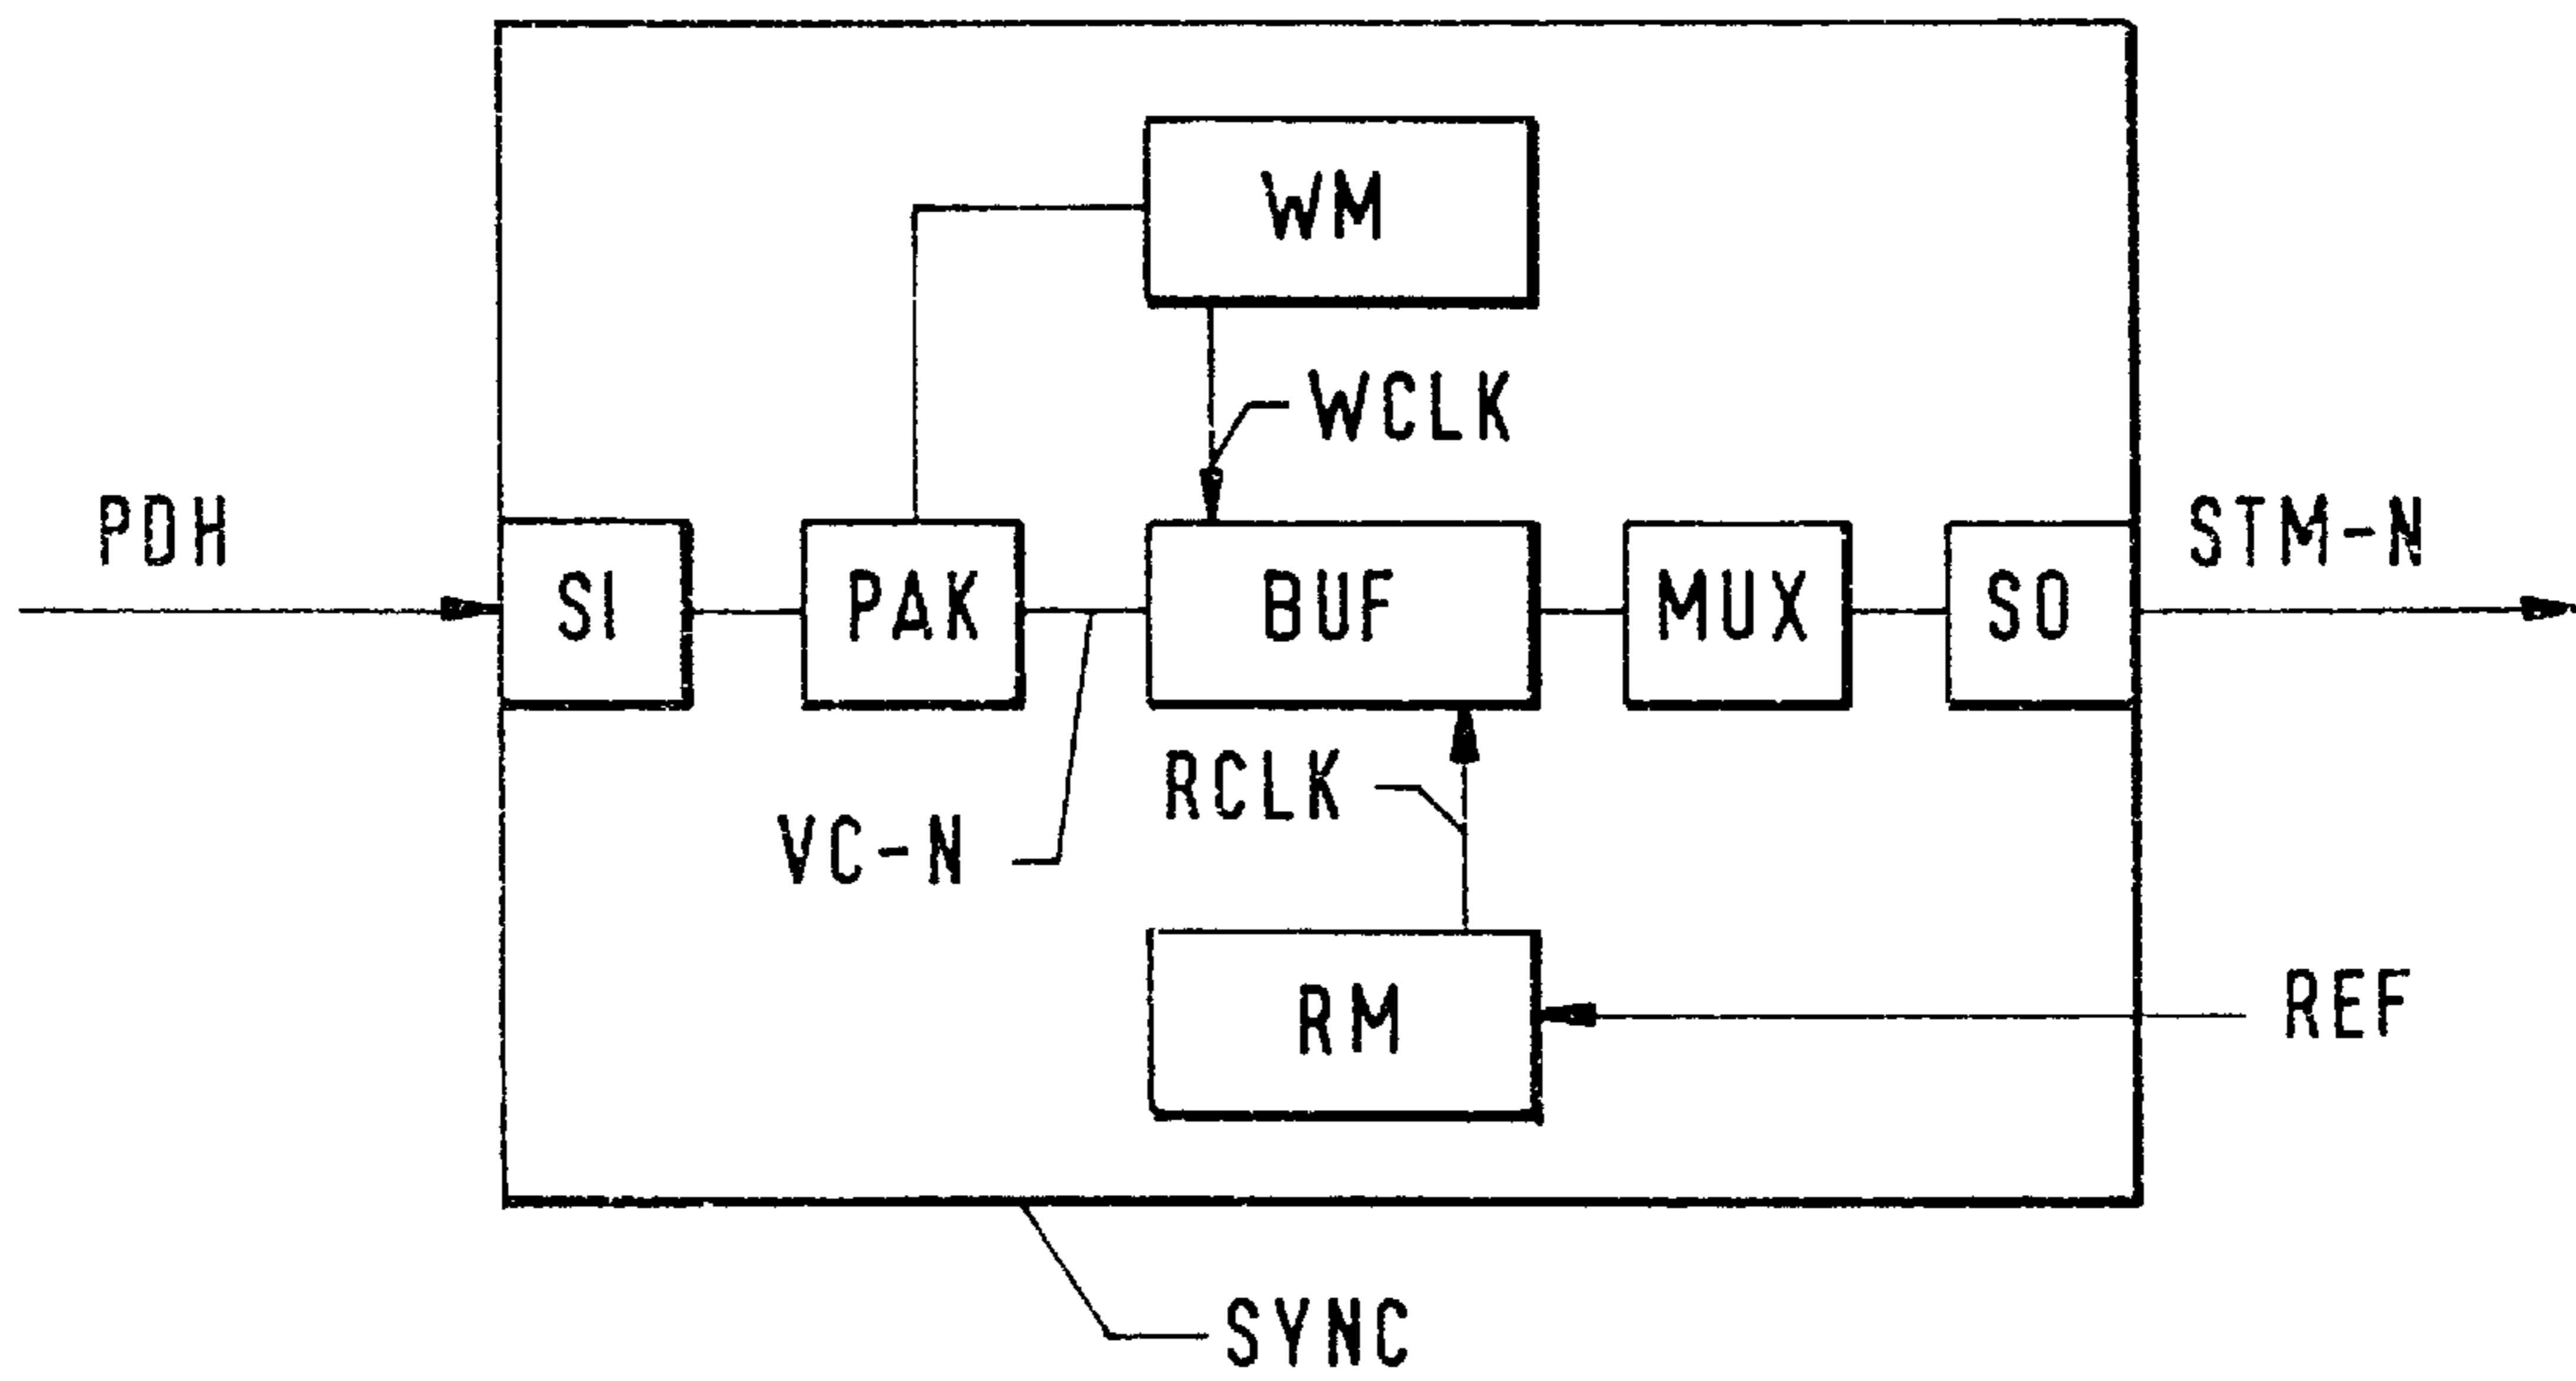 WM
WCLK
PDH
STM-N
SI
PAK
BUF
MUX
SO
RCLK
VC-N
RM
REF
SYNC